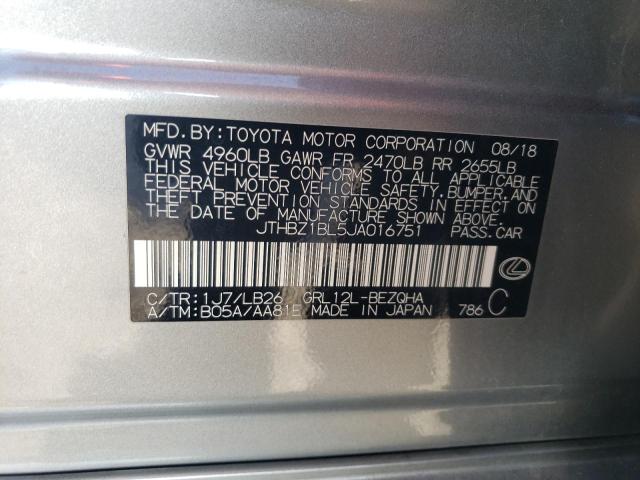 MFD. BY: TOYOTA MOTOR CORPORATION 08/18
GVWR 4960LB GAWR FR 2470LB RR 2655LB
THIS VEHICLE CONFORMS TO ALL APPLICABLE
FEDERAL MOTOR VEHICLE SAFETY, BUMPER, AND
THEFT PREVENTION STANDARDS IN EFFECT ON
THE DATE OF MANUFACTURE SHOWN ABOVE.
JTHBZ1BL5JA016751 PASS.CAR
C/TR: 1J7/LB26 GRL12L-BEZQHA
A/TM: B05A/AA81E MADE IN JAPAN 786 C